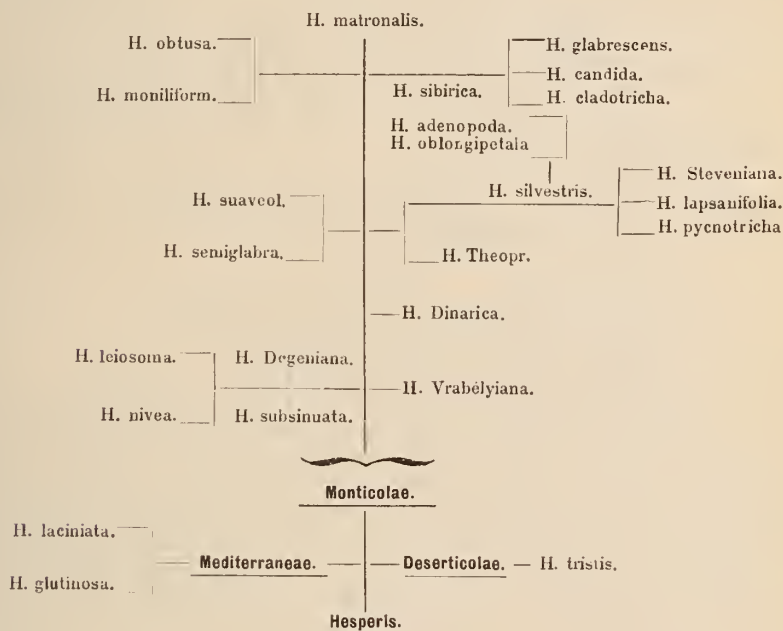 H. matronalis.
H. obtusa.
H. glabrescens.
H. candida.
H. moniliform.
H. sibirica.
H. cladotricha.
H. adenopoda.
H. oblongipetala
H. Steveniana.
H. silvestris.
H. suaveol.
H. lapsanifolia.
H. pycnotricha
H. semiglabra.
H. Theopr.
H. Dinarica.
H. leiosoma.
H. Degeniana.
H. Vrabélyiana.
H. nivea.
H. subsinuata.
Monticolae.
H. laciniata.
Mediterraneae.
Deserticolae.
H. tristis.
H. glutinosa.
Hesperis.